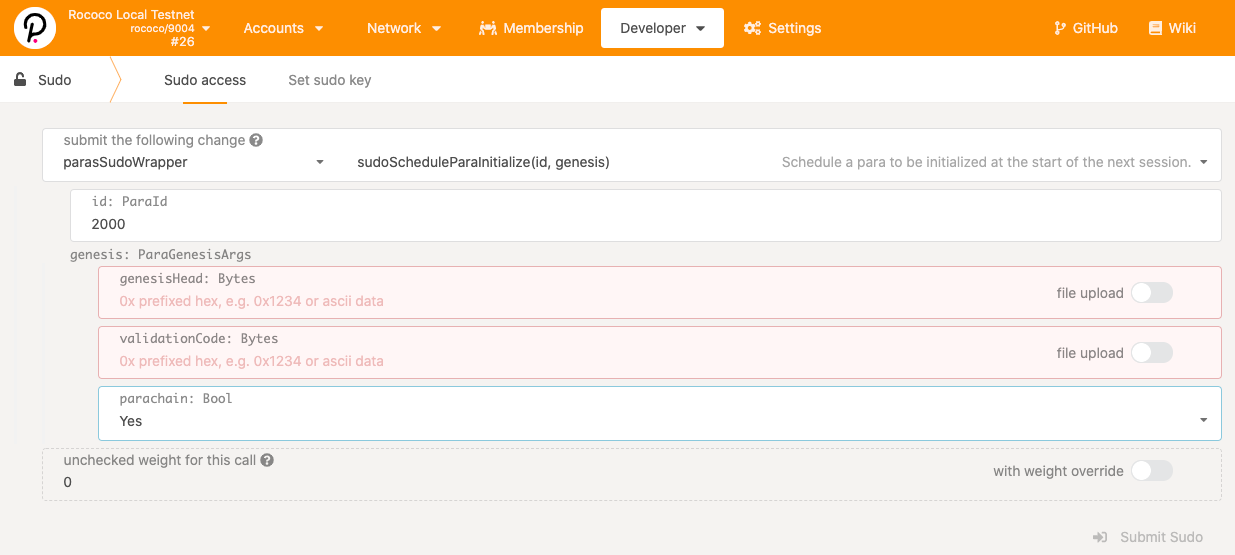 Rococo Local Testnet
rococo/9004
#26
Accounts
Network
Membership
Developer
Settings
GitHub
Wiki
Sudo
Sudo access
Set sudo key
submit the following change
parasSudoWrapper
sudoScheduleParaInitialize(id, genesis)
Schedule a para to be initialized at the start of the next session.
id: ParaId
2000
genesis: ParaGenesisArgs
genesisHead: Bytes
0x prefixed hex, e.g. 0x1234 or ascii data
file upload
validationCode: Bytes
0x prefixed hex, e.g. 0x1234 or ascii data
file upload
parachain: Bool
Yes
unchecked weight for this call
0
with weight override
Submit Sudo